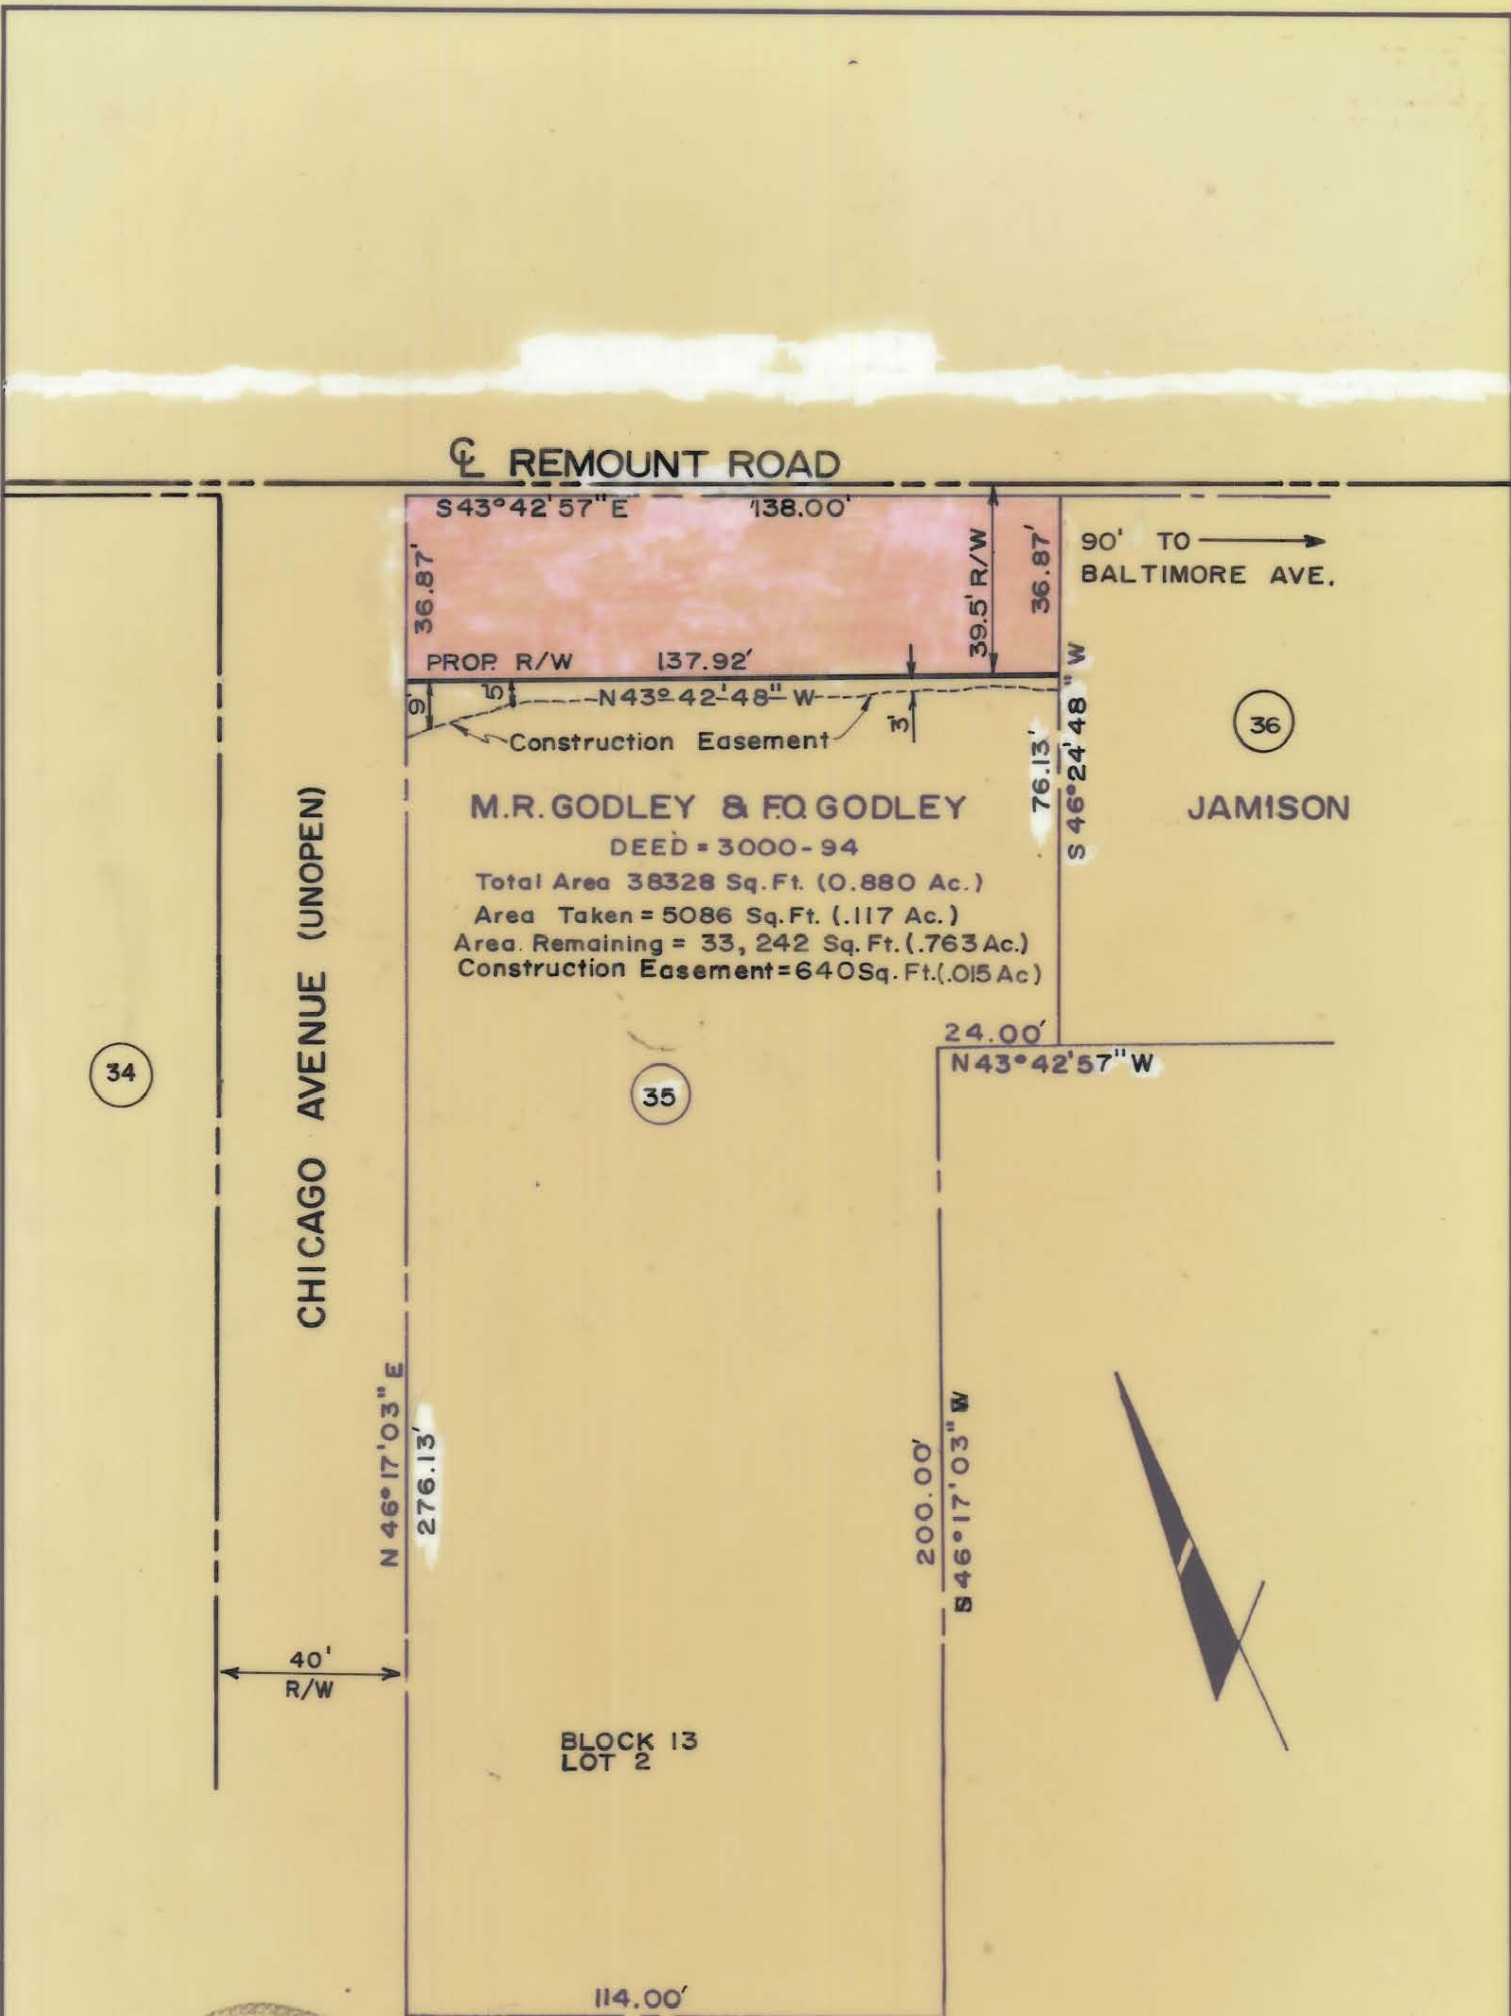 ℄ REMOUNT ROAD
S43°42'57"E 138.00'
36.87'
39.5' R/W
36.87'
90' TO
BALTIMORE AVE.
PROP. R/W 137.92'
9'
5'
N43°42'48" W
3'
Construction Easement
76.13'
S 46°24'48" W
36
JAMISON
M.R. GODLEY & F.O. GODLEY
DEED = 3000-94
Total Area 38328 Sq. Ft. (0.880 Ac.)
Area Taken = 5086 Sq. Ft. (.117 Ac.)
Area. Remaining = 33,242 Sq. Ft. (.763 Ac.)
Construction Easement = 640 Sq. Ft. (.015 Ac)
CHICAGO AVENUE (UNOPEN)
24.00'
N43°42'57" W
34
35
N 46°17'03" E
276.13'
200.00'
S46°17'03" W
40'
R/W
BLOCK 13
LOT 2
114.00'